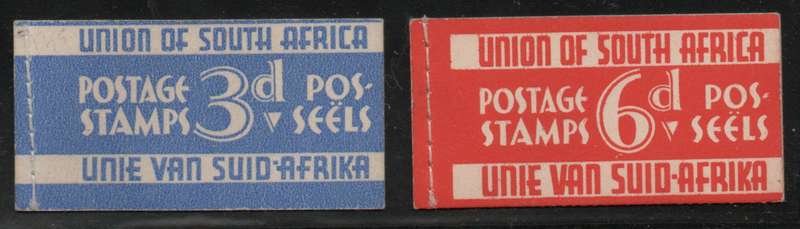 UNION OF SOUTH AFRICA
POSTAGE STAMPS 3d POS-SEËLS
UNIE VAN SUID-AFRIKA
UNION OF SOUTH AFRICA
POSTAGE STAMPS 6d POS-SEËLS
UNIE VAN SUID-AFRIKA